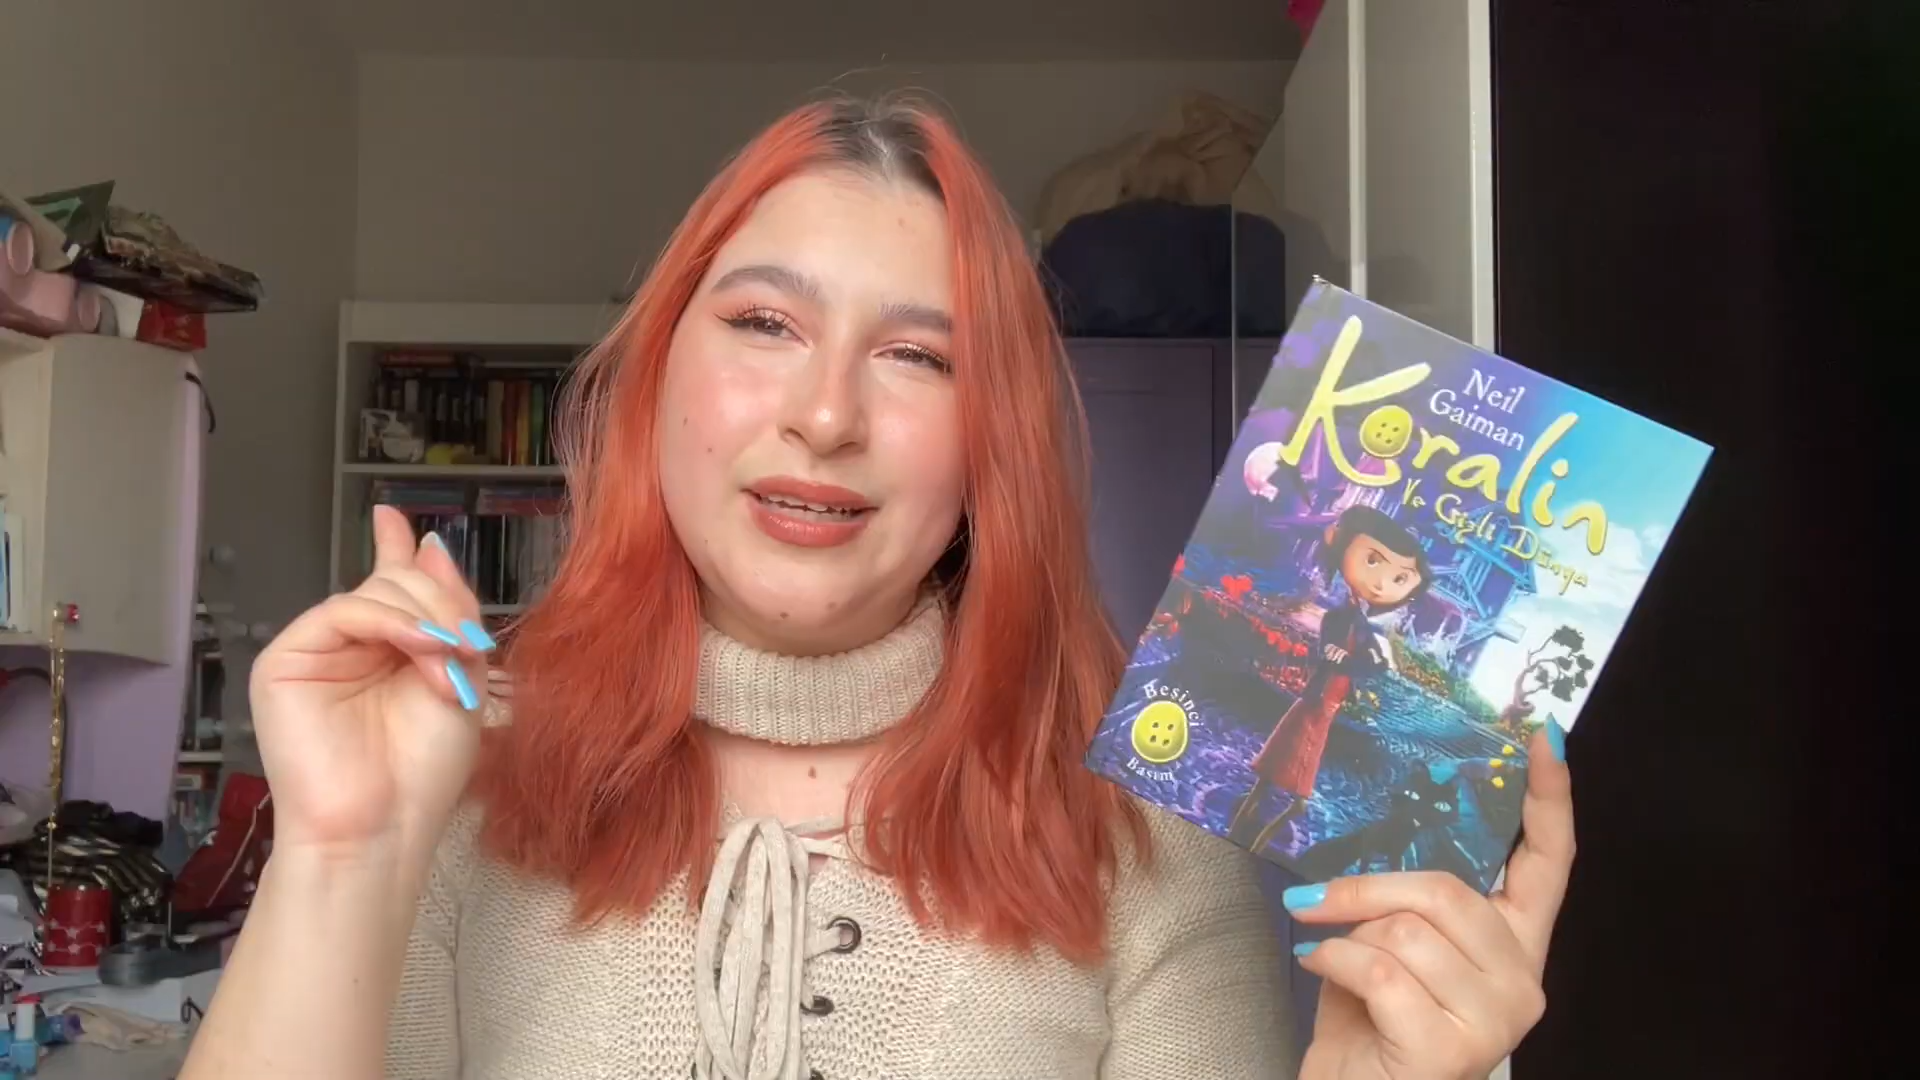 Neil
Gaiman
Koralin
Ve Gizli Dünya
Beşinci
Basım